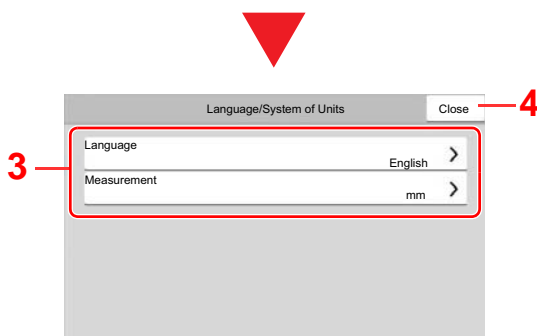 Language/System of Units
Close
4
3
Language
English
Measurement
mm